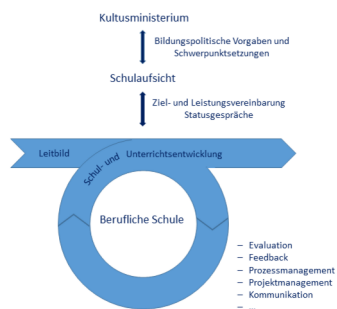 Kultusministerium
Bildungspolitische Vorgaben und
Schwerpunktsetzungen
Schulaufsicht
Ziel- und Leistungsvereinbarung
Statusgespräche
Leitbild
Schul- und Unterrichtsentwicklung
Berufliche Schule
– Evaluation
– Feedback
– Prozessmanagement
– Projektmanagement
– Kommunikation
– ...